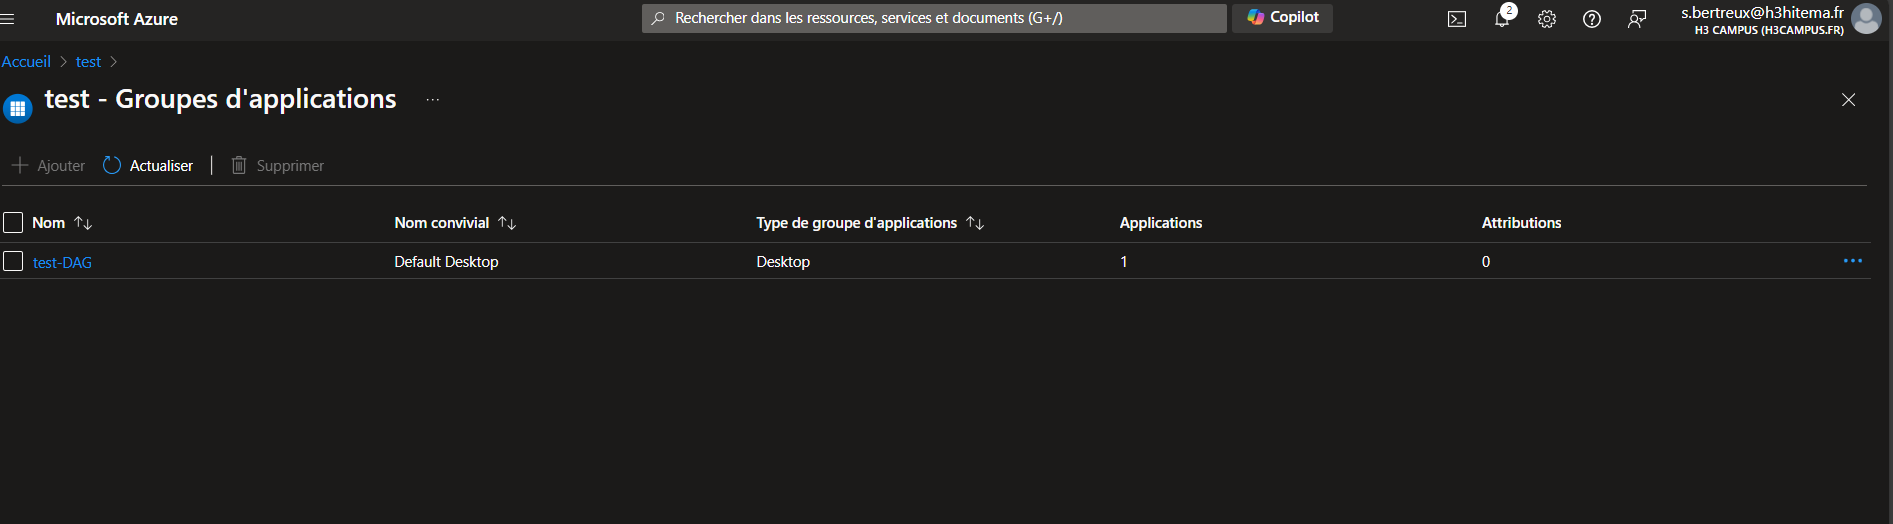 Microsoft Azure
Rechercher dans les ressources, services et documents (G+/)
Copilot
2
s.bertreux@h3hitema.fr
H3 CAMPUS (H3CAMPUS.FR)
Accueil > test >
test - Groupes d'applications ...
Ajouter Actualiser | Supprimer
Nom Nom convivial Type de groupe d'applications Applications Attributions
test-DAG Default Desktop Desktop 1 0 ...